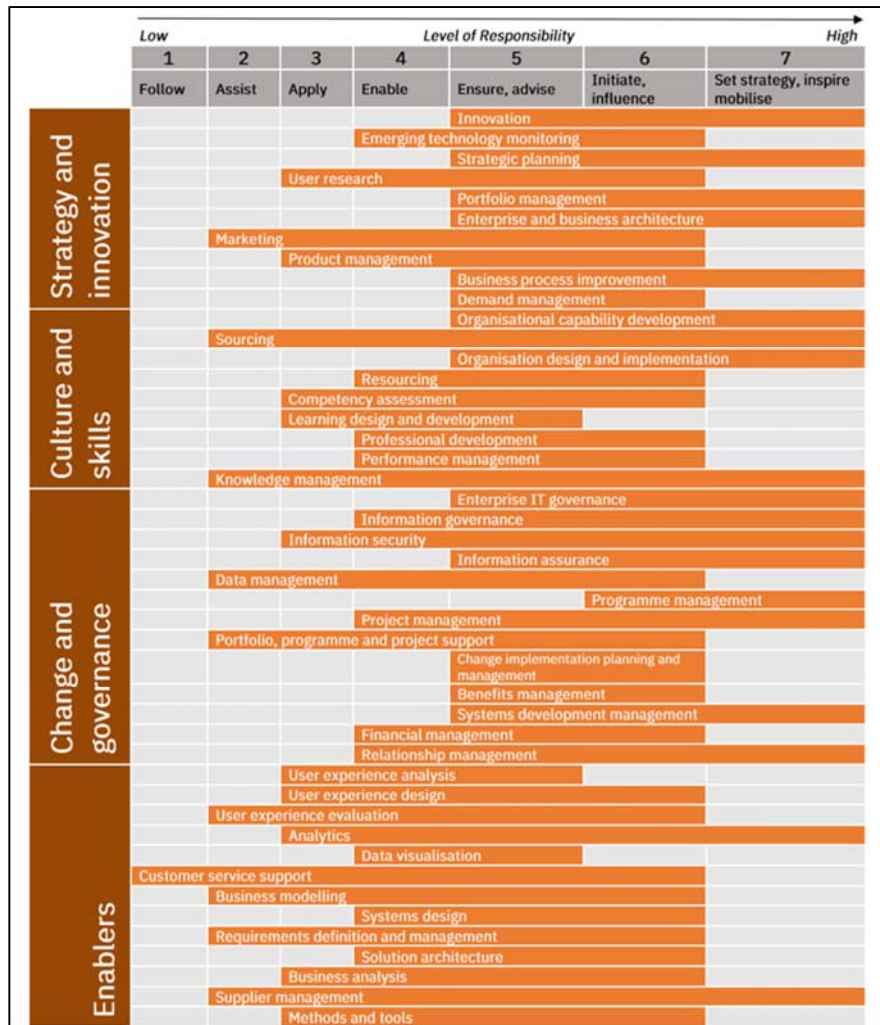 Low Level of Responsibility High
1 2 3 4 5 6 7
Follow Assist Apply Enable Ensure, advise Initiate, influence Set strategy, inspire mobilise
Strategy and innovation
Innovation
Emerging technology monitoring
Strategic planning
User research
Portfolio management
Enterprise and business architecture
Marketing
Product management
Business process improvement
Demand management
Culture and skills
Organisational capability development
Sourcing
Organisation design and implementation
Resourcing
Competency assessment
Learning design and development
Professional development
Performance management
Knowledge management
Change and governance
Enterprise IT governance
Information governance
Information security
Information assurance
Data management
Programme management
Project management
Portfolio, programme and project support
Change implementation planning and
management
Benefits management
Systems development management
Financial management
Relationship management
Enablers
User experience analysis
User experience design
User experience evaluation
Analytics
Data visualisation
Customer service support
Business modelling
Systems design
Requirements definition and management
Solution architecture
Business analysis
Supplier management
Methods and tools